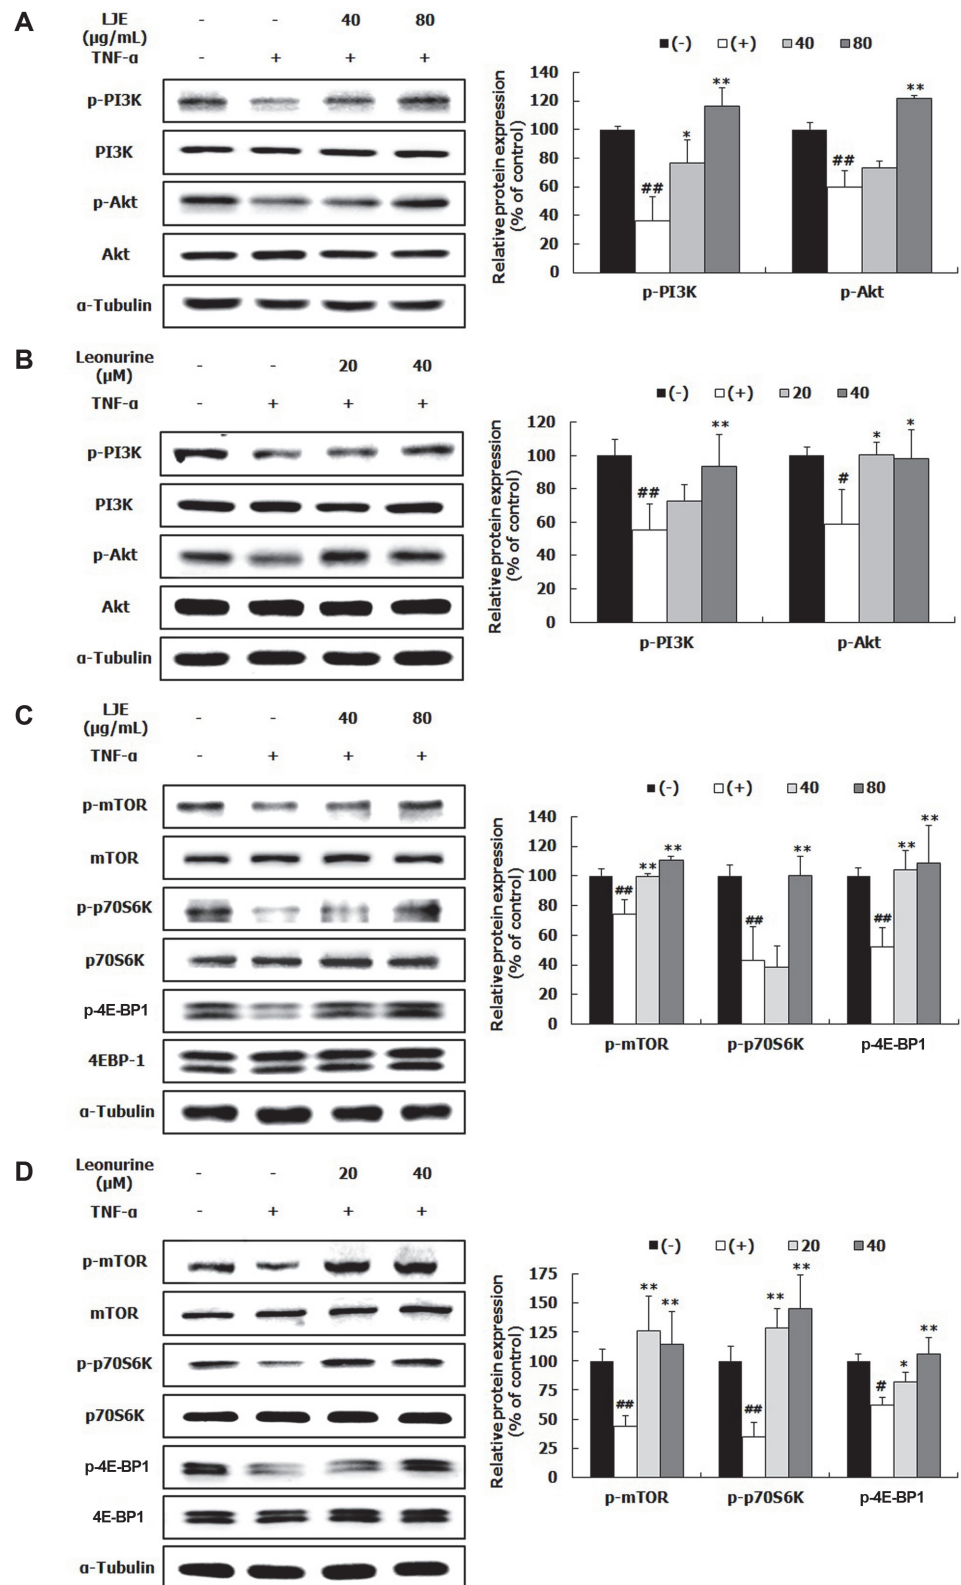 A
LJE - - 40 80
(µg/mL)
TNF-α - + + +
p-PI3K
PI3K
p-Akt
Akt
α-Tubulin
(-) (+) 40 80
Relative protein expression
(% of control)
140
120
100
80
60
40
20
0
## * **
## **
p-PI3K p-Akt
B
Leonurine - - 20 40
(µM)
TNF-α - + + +
p-PI3K
PI3K
p-Akt
Akt
α-Tubulin
(-) (+) 20 40
Relative protein expression
(% of control)
120
100
80
60
40
20
0
## **
# * *
p-PI3K p-Akt
C
LJE - - 40 80
(µg/mL)
TNF-α - + + +
p-mTOR
mTOR
p-p70S6K
p70S6K
p-4E-BP1
4EBP-1
α-Tubulin
(-) (+) 40 80
Relative protein expression
(% of control)
140
120
100
80
60
40
20
0
## ** **
## **
## ** **
p-mTOR p-p70S6K p-4E-BP1
D
Leonurine - - 20 40
(µM)
TNF-α - + + +
p-mTOR
mTOR
p-p70S6K
p70S6K
p-4E-BP1
4E-BP1
α-Tubulin
(-) (+) 20 40
Relative protein expression
(% of control)
175
150
125
100
75
50
25
0
## ** **
## ** **
# * **
p-mTOR p-p70S6K p-4E-BP1